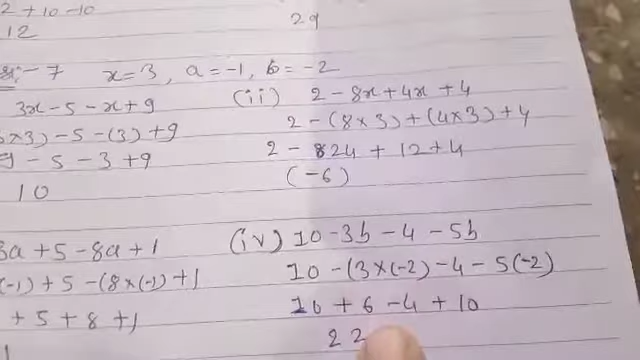 2 + 10 - 10
29
12
- 7 x = 3, a = -1, b = -2
3x - 5 - x + 9
(ii) 2 - 8x + 4x + 4
x3) - 5 - (3) + 9
2 - (8 x 3) + (4 x 3) + 4
9 - 5 - 3 + 9
2 - 24 + 12 + 4
10
(-6)
3a + 5 - 8a + 1
(iv) 10 - 3b - 4 - 5b
(-1) + 5 - (8 x (-1) + 1
10 - (3 x (-2) - 4 - 5(-2)
+ 5 + 8 + 1
10 + 6 - 4 + 10
22